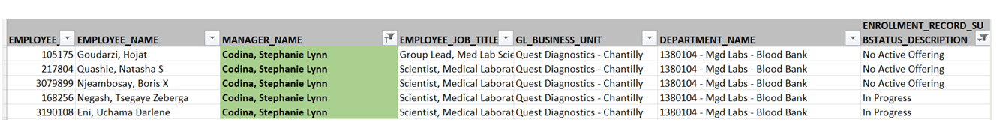 ENROLLMENT_RECORD_SU
EMPLOYEE_ EMPLOYEE_NAME MANAGER_NAME EMPLOYEE_JOB_TITLE GL_BUSINESS_UNIT DEPARTMENT_NAME BSTATUS_DESCRIPTION
105175 Goudarzi, Hojat Codina, Stephanie Lynn Group Lead, Med Lab Scie Quest Diagnostics - Chantilly 1380104 - Mgd Labs - Blood Bank No Active Offering
217804 Quashie, Natasha S Codina, Stephanie Lynn Scientist, Medical Laborat Quest Diagnostics - Chantilly 1380104 - Mgd Labs - Blood Bank No Active Offering
3079899 Njeambosay, Boris X Codina, Stephanie Lynn Scientist, Medical Laborat Quest Diagnostics - Chantilly 1380104 - Mgd Labs - Blood Bank No Active Offering
168256 Negash, Tsegaye Zeberga Codina, Stephanie Lynn Scientist, Medical Laborat Quest Diagnostics - Chantilly 1380104 - Mgd Labs - Blood Bank In Progress
3190108 Eni, Uchama Darlene Codina, Stephanie Lynn Scientist, Medical Laborat Quest Diagnostics - Chantilly 1380104 - Mgd Labs - Blood Bank In Progress